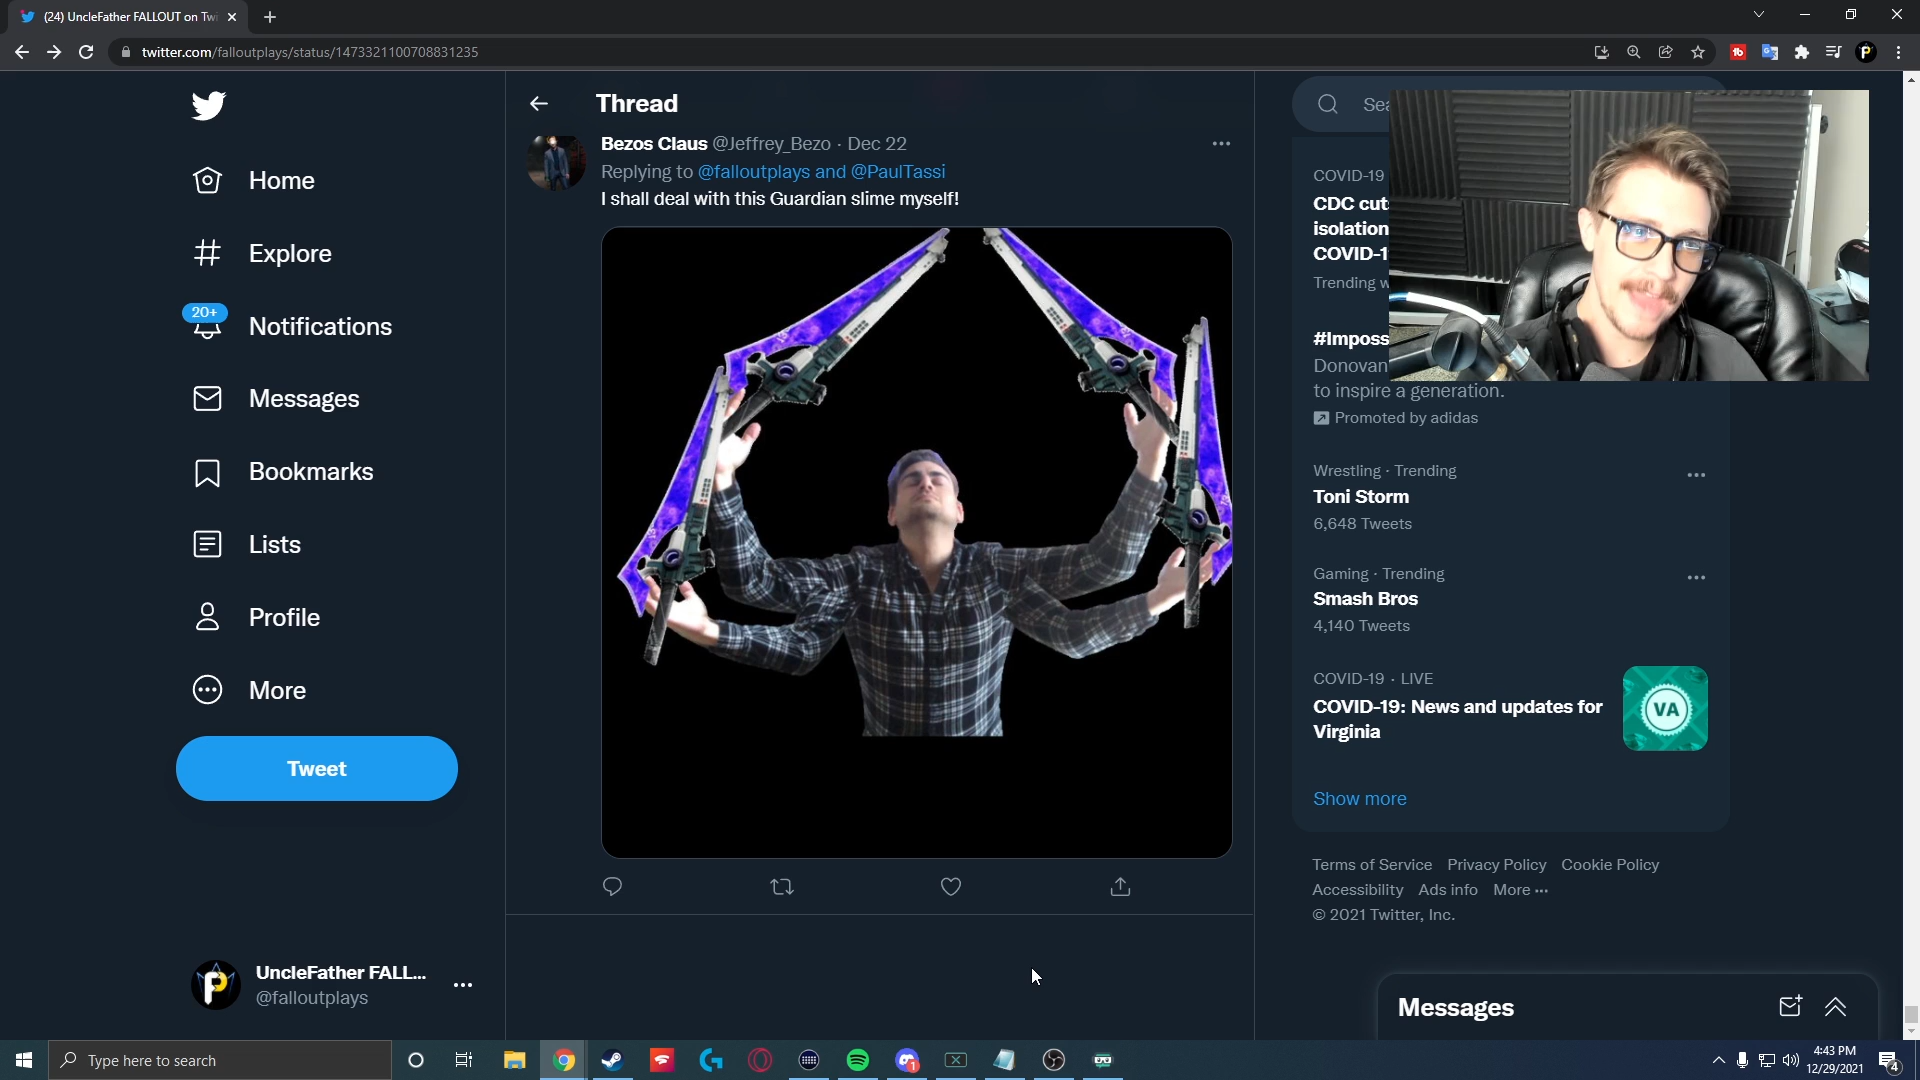 (24) UncleFather FALLOUT on Twi
twitter.com/falloutplays/status/1473321100708831235
Home
Explore
20+
Notifications
Messages
Bookmarks
Lists
Profile
More
Tweet
UncleFather FALL...
@falloutplays
Thread
Bezos Claus @Jeffrey_Bezo · Dec 22
Replying to @falloutplays and @PaulTassi
I shall deal with this Guardian slime myself!
COVID-19
CDC
isolation
COVID-1
Trending
#Imposs
Donovan
to inspire a generation.
Promoted by adidas
Wrestling · Trending
Toni Storm
6,648 Tweets
Gaming · Trending
Smash Bros
4,140 Tweets
COVID-19 · LIVE
COVID-19: News and updates for
Virginia
VA
Show more
Terms of Service Privacy Policy Cookie Policy
Accessibility Ads info More ···
© 2021 Twitter, Inc.
Messages
Type here to search
1
4:43 PM
12/29/2021
4